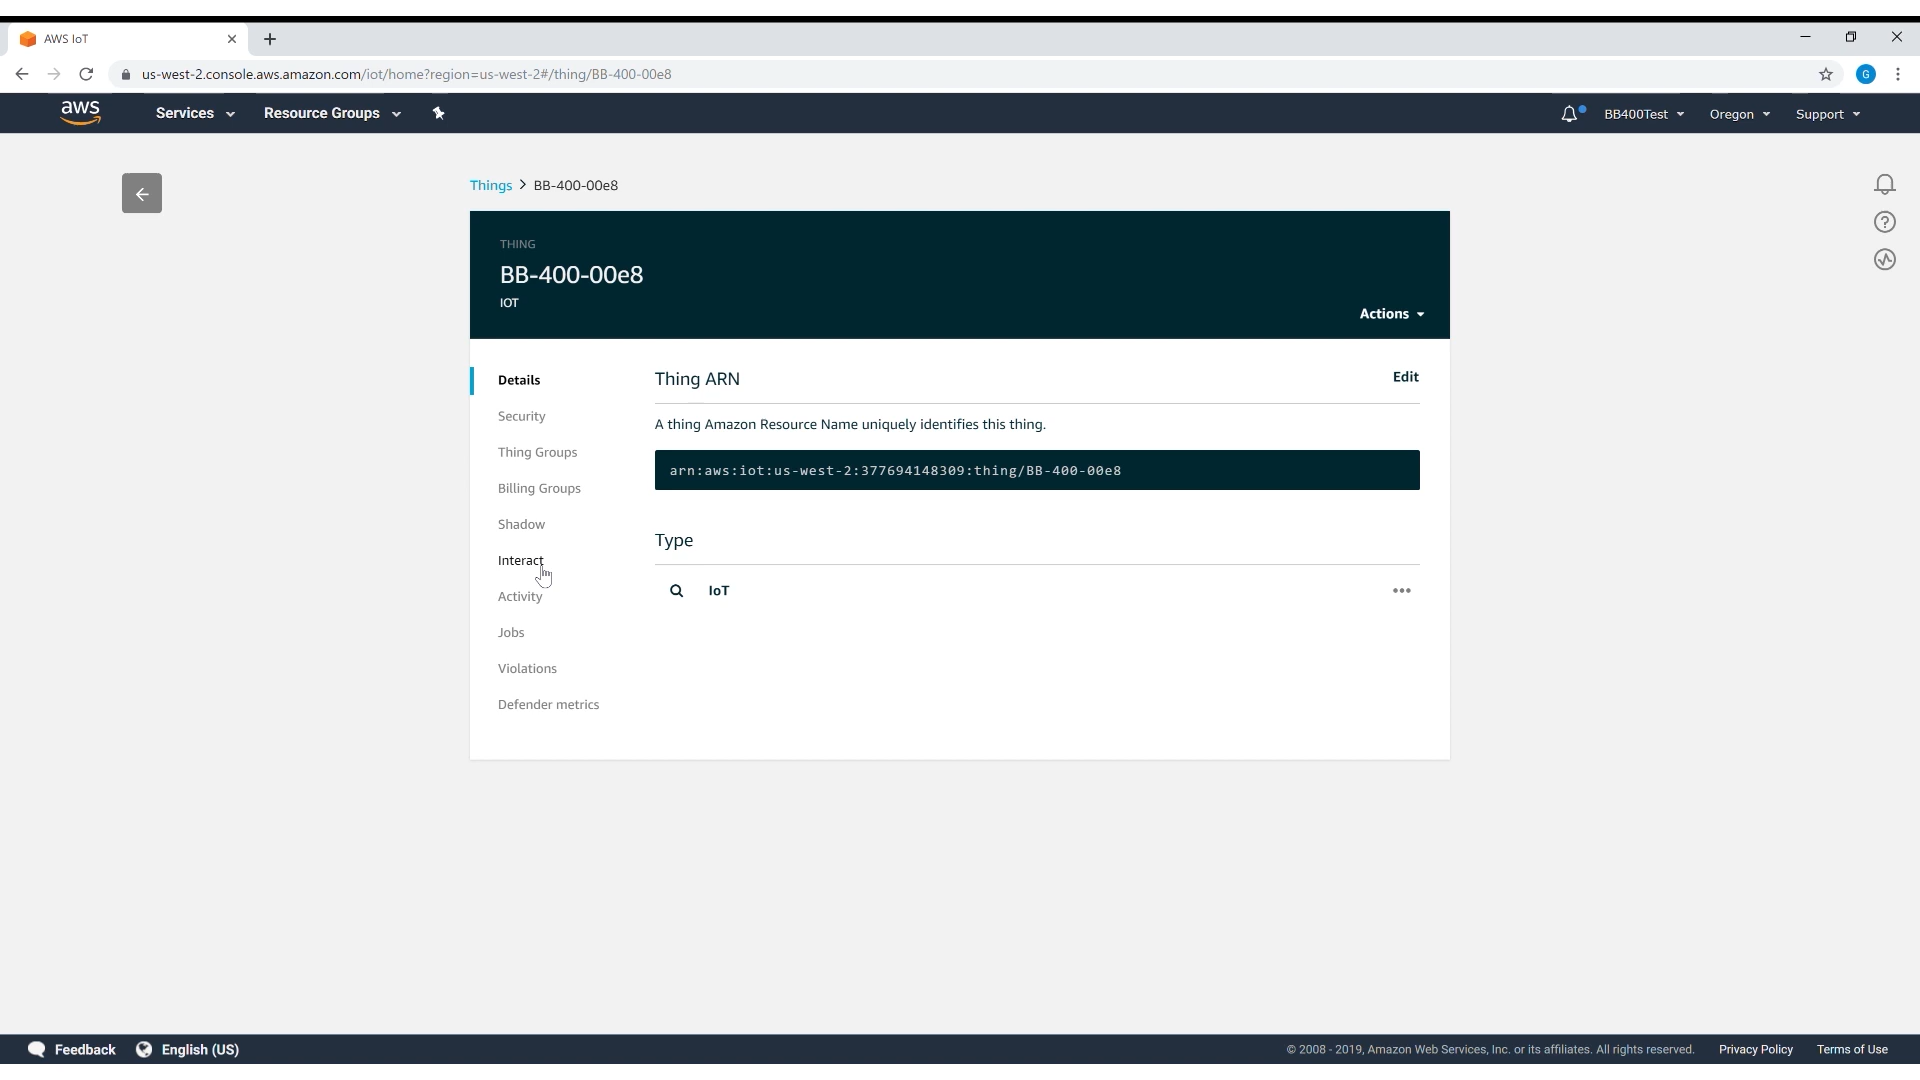 AWS IoT
us-west-2.console.aws.amazon.com/iot/home?region=us-west-2#/thing/BB-400-00e8
G
aws Services Resource Groups BB400Test Oregon Support
Things > BB-400-00e8
THING
BB-400-00e8
IOT
Actions
Details
Security
Thing Groups
Billing Groups
Shadow
Interact
Activity
Jobs
Violations
Defender metrics
Thing ARN Edit
A thing Amazon Resource Name uniquely identifies this thing.
arn:aws:iot:us-west-2:377694148309:thing/BB-400-00e8
Type
IoT
Feedback English (US) © 2008 - 2019, Amazon Web Services, Inc. or its affiliates. All rights reserved. Privacy Policy Terms of Use